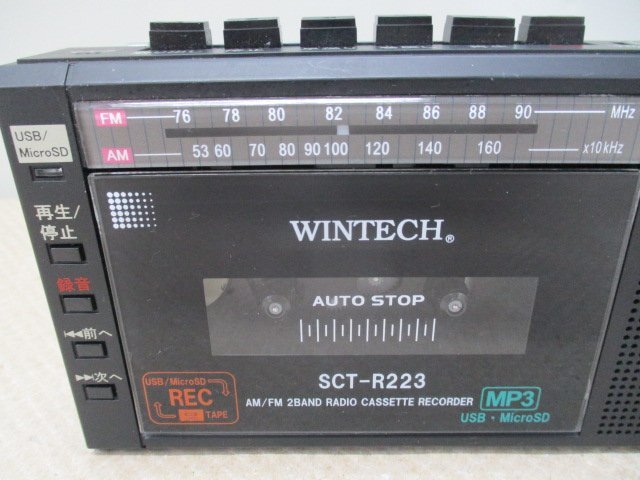 FM 76 78 80 82 84 86 88 90 MHz
AM 53 60 70 80 90 100 120 140 160 x10kHz
USB/
MicroSD
再生/
停止
録音
前へ
次へ
WINTECH®
AUTO STOP
SCT-R223
AM/FM 2BAND RADIO CASSETTE RECORDER
USB/MicroSD
REC
TAPE
MP3
USB・MicroSD